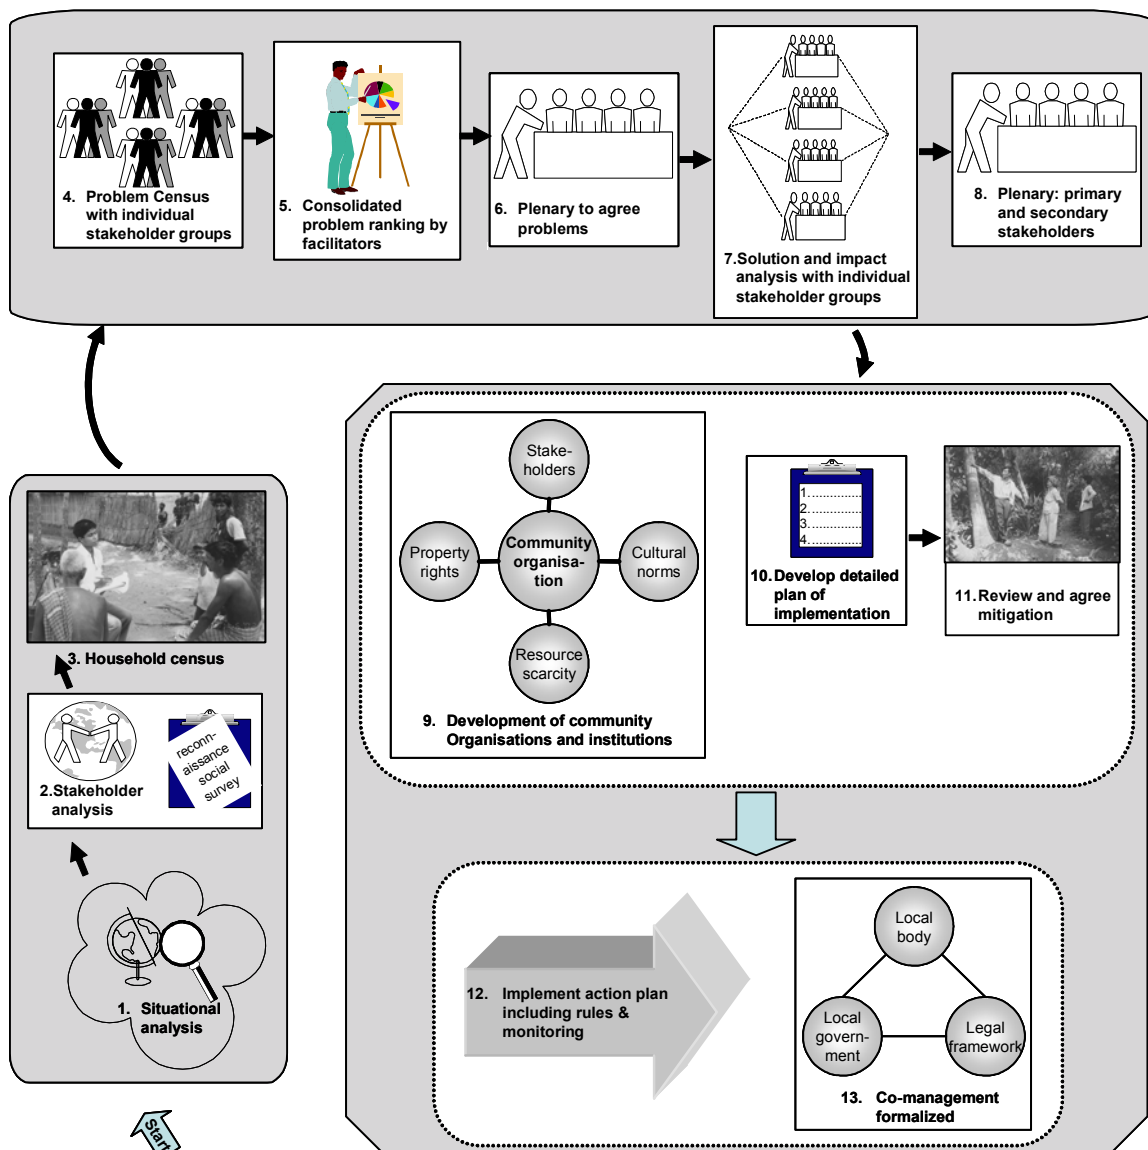 4. Problem Census
with individual
stakeholder groups
5. Consolidated
problem ranking by
facilitators
6. Plenary to agree
problems
7.Solution and impact
analysis with individual
stakeholder groups
8. Plenary: primary
and secondary
stakeholders
3. Household census
2.Stakeholder
analysis
reconn-
aissance
social
survey
1. Situational
analysis
Start
Stake-
holders
Property
rights
Community
organisa-
tion
Cultural
norms
Resource
scarcity
9. Development of community
Organisations and institutions
1............
2............
3............
4............
10. Develop detailed
plan of
implementation
11. Review and agree
mitigation
12. Implement action plan
including rules &
monitoring
Local
body
Local
govern-
ment
Legal
framework
13. Co-management
formalized